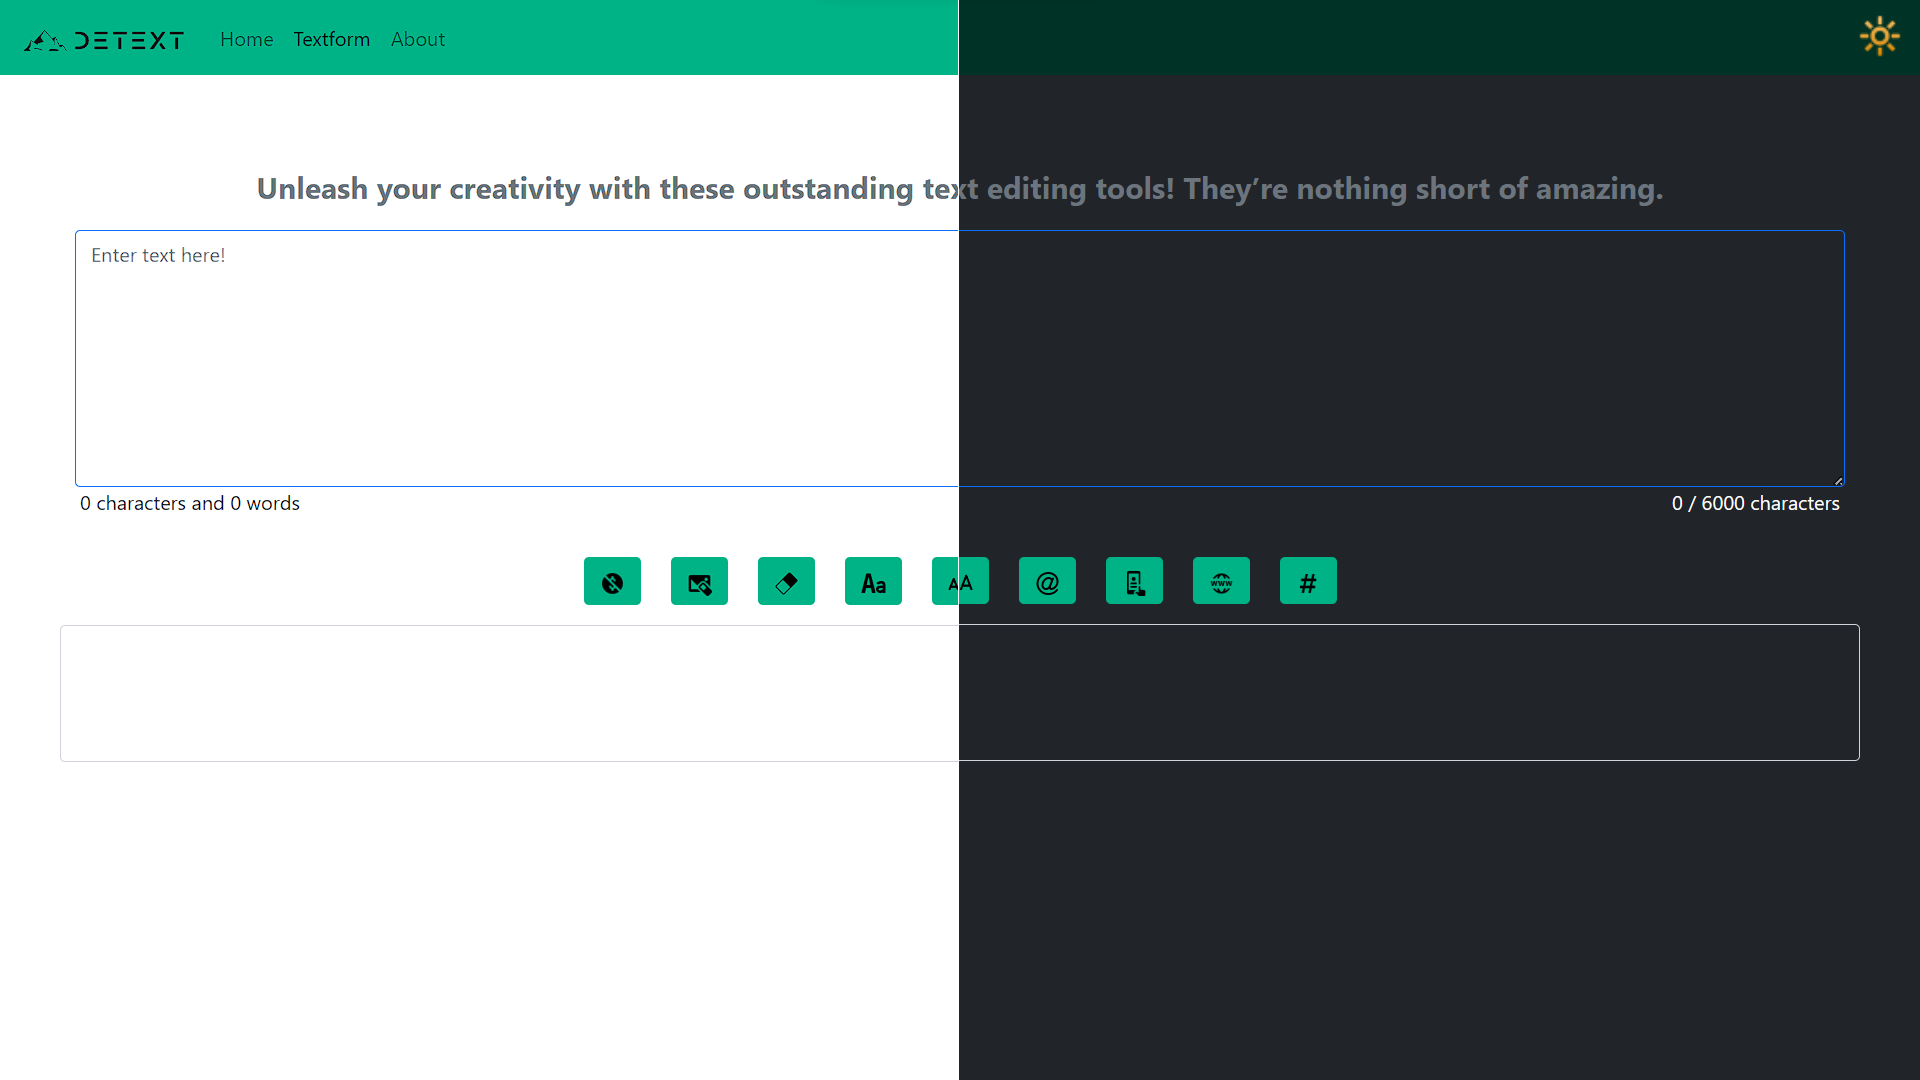 DETEXT Home Textform About
Unleash your creativity with these outstanding text editing tools! They’re nothing short of amazing.
Enter text here!
0 characters and 0 words 0 / 6000 characters
Aa AA @ www #